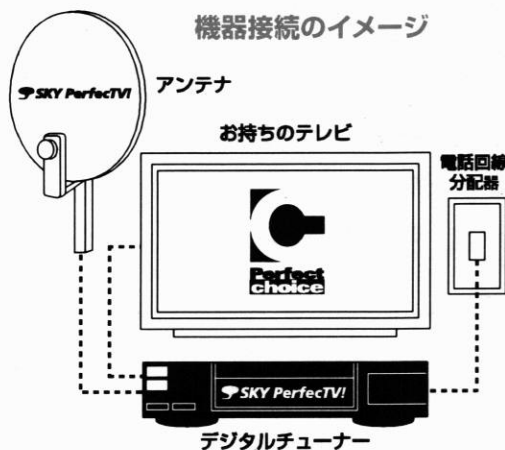 機器接続のイメージ
SKY PerfecTV!
アンテナ
お持ちのテレビ
電話回線
分配器
Perfect
choice
SKY PerfecTV!
デジタルチューナー